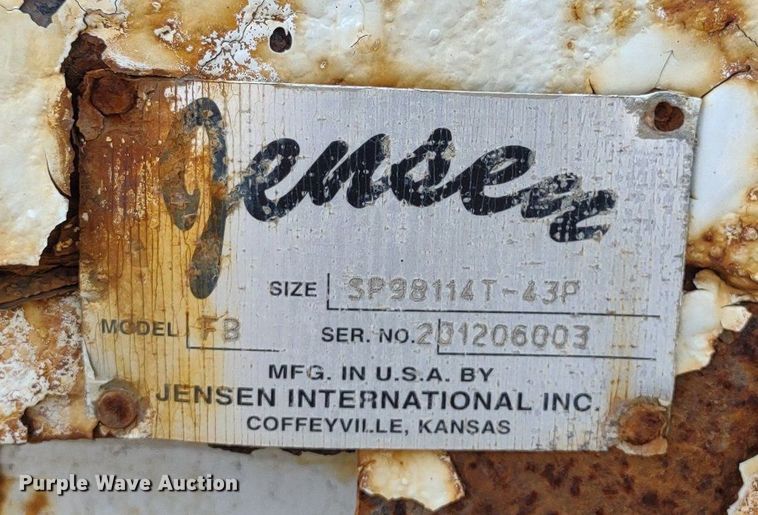 Jensen
SIZE SP98114T-43P
MODEL FB SER. NO. 201206003
MFG. IN U.S.A. BY
JENSEN INTERNATIONAL INC.
COFFEYVILLE, KANSAS
Purple Wave Auction